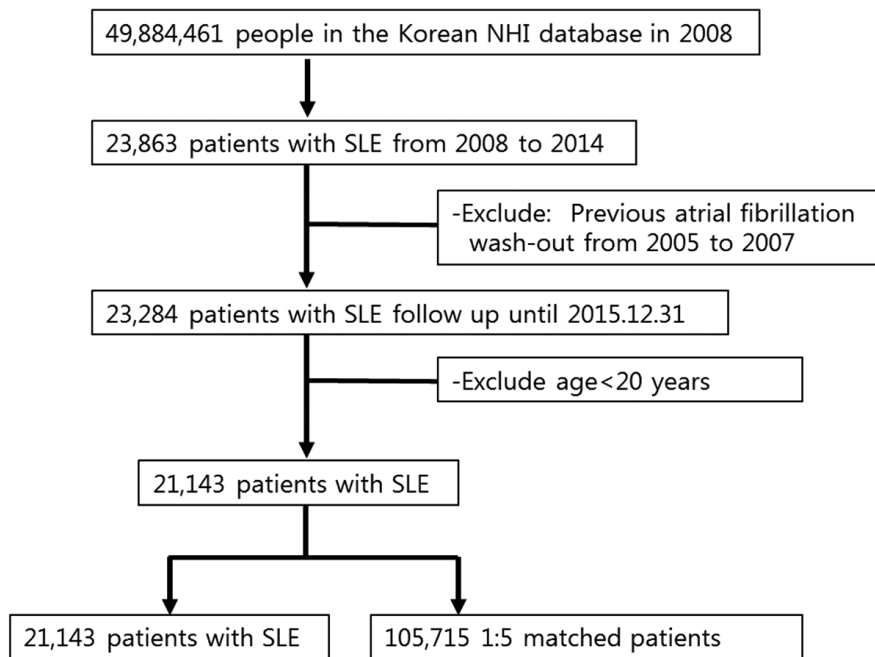 49,884,461 people in the Korean NHI database in 2008
23,863 patients with SLE from 2008 to 2014
-Exclude: Previous atrial fibrillation
wash-out from 2005 to 2007
23,284 patients with SLE follow up until 2015.12.31
-Exclude age<20 years
21,143 patients with SLE
21,143 patients with SLE
105,715 1:5 matched patients